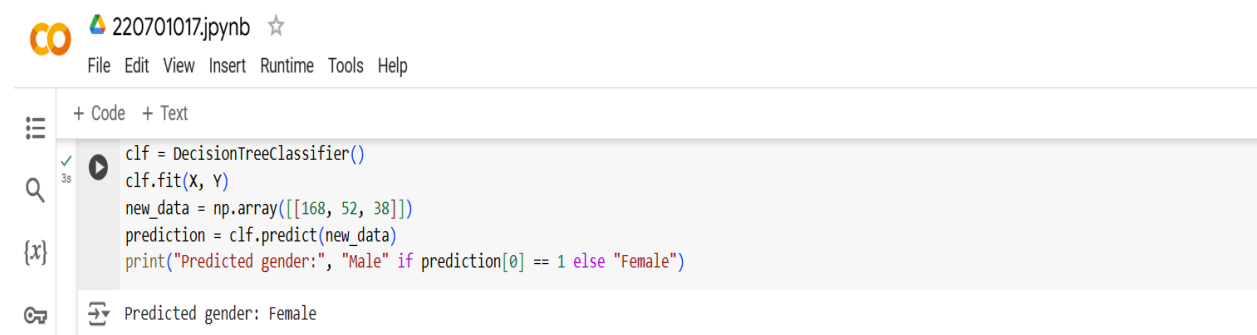 220701017.jpynb
File Edit View Insert Runtime Tools Help
+ Code + Text
3s
clf = DecisionTreeClassifier()
clf.fit(X, Y)
new_data = np.array([[168, 52, 38]])
prediction = clf.predict(new_data)
print("Predicted gender:", "Male" if prediction[0] == 1 else "Female")
{x}
Predicted gender: Female